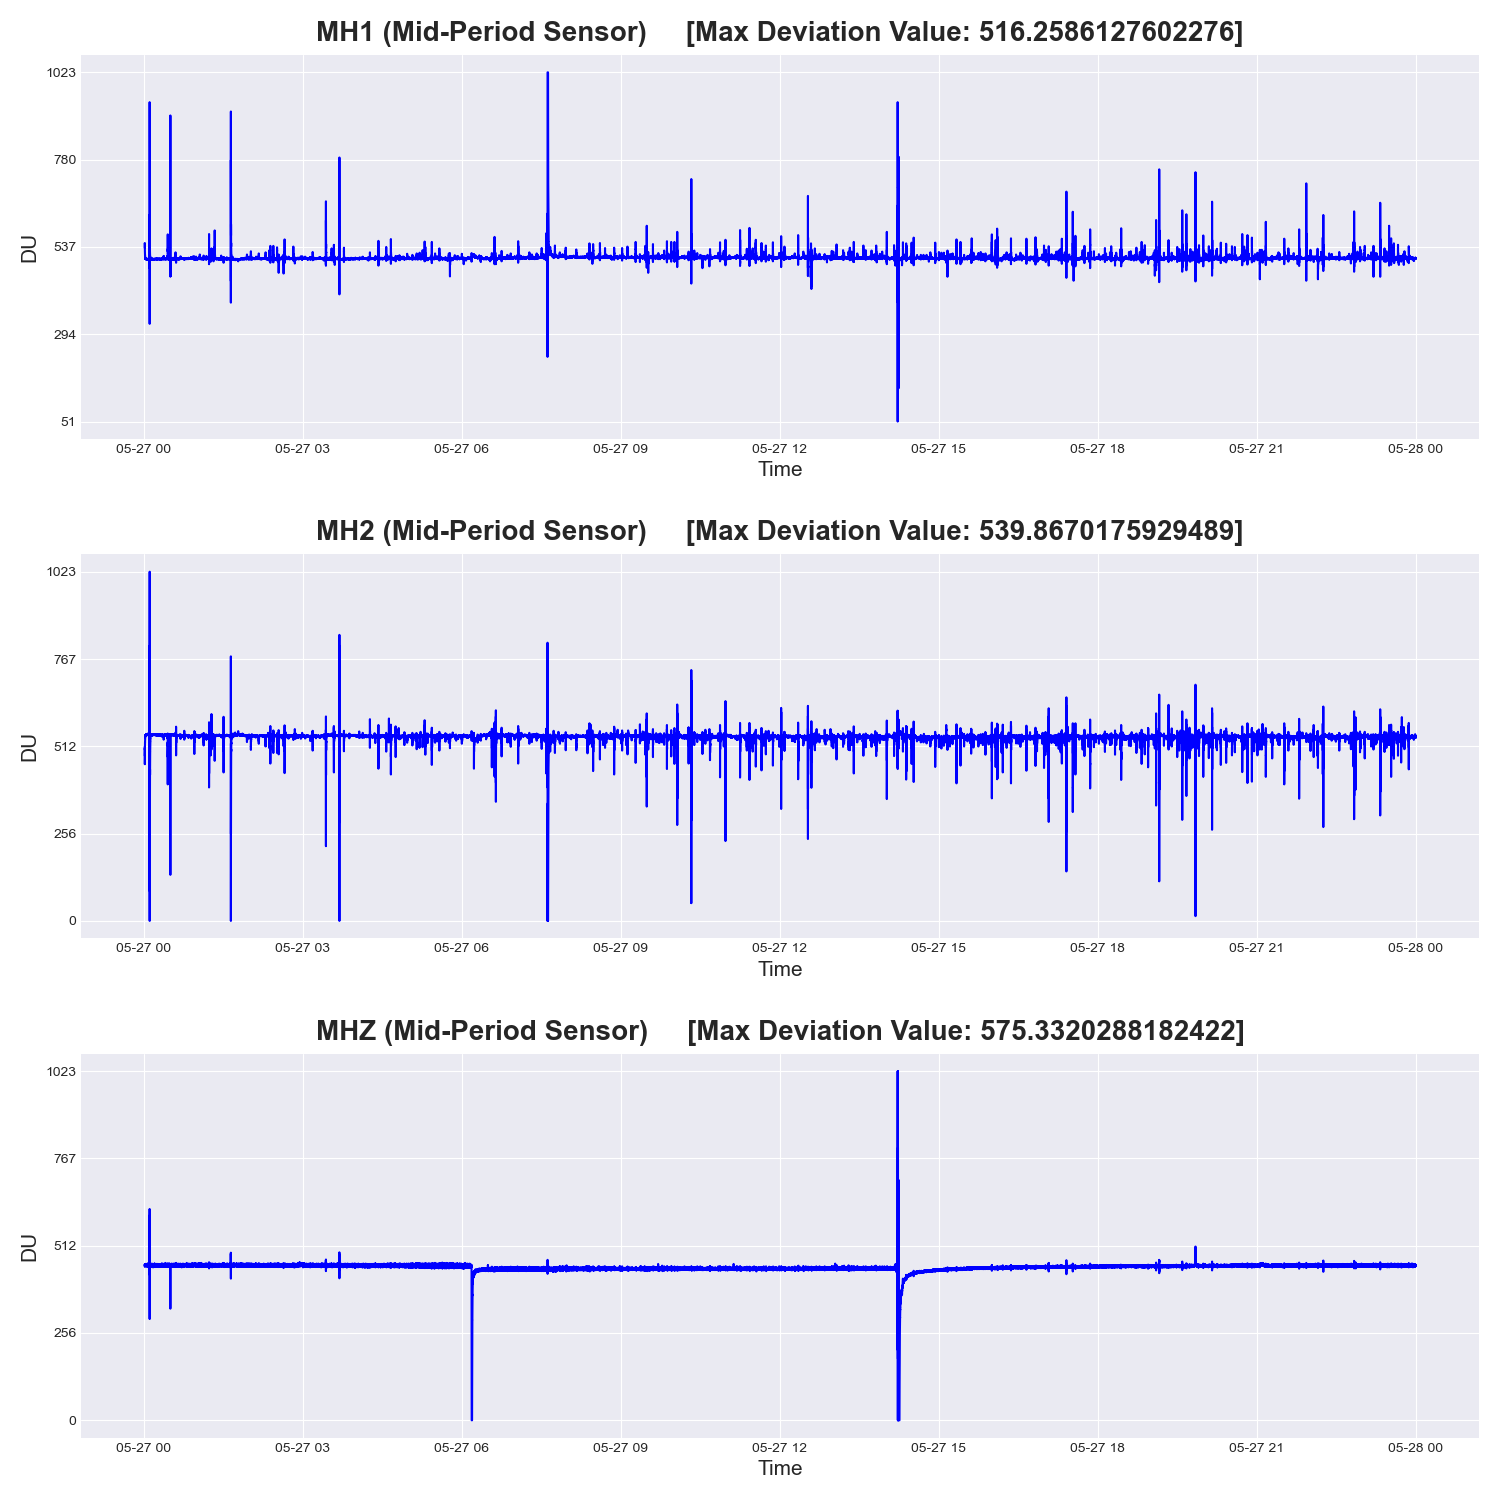 MH1 (Mid-Period Sensor) [Max Deviation Value: 516.2586127602276]
1023
780
537
294
51
DU
05-27 00 05-27 03 05-27 06 05-27 09 05-27 12 05-27 15 05-27 18 05-27 21 05-28 00
Time
MH2 (Mid-Period Sensor) [Max Deviation Value: 539.8670175929489]
1023
767
512
256
0
DU
05-27 00 05-27 03 05-27 06 05-27 09 05-27 12 05-27 15 05-27 18 05-27 21 05-28 00
Time
MHZ (Mid-Period Sensor) [Max Deviation Value: 575.3320288182422]
1023
767
512
256
0
DU
05-27 00 05-27 03 05-27 06 05-27 09 05-27 12 05-27 15 05-27 18 05-27 21 05-28 00
Time